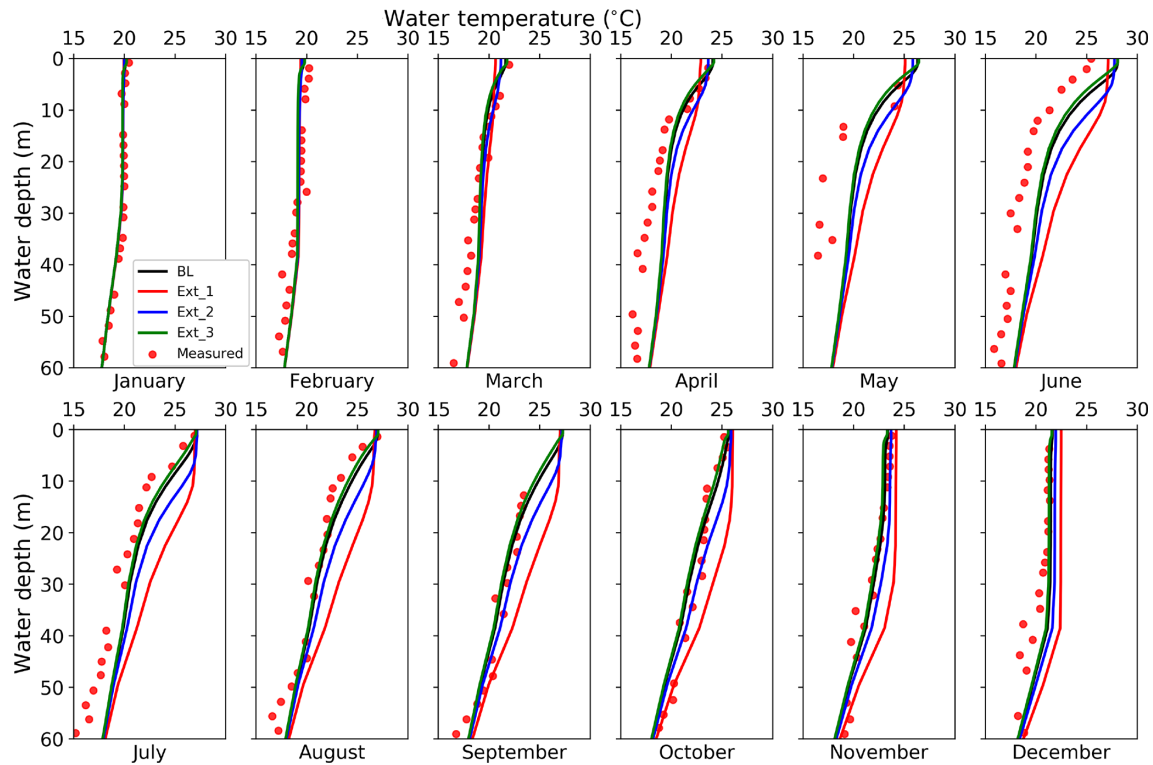 Water temperature (°C)
15 20 25 30 15 20 25 30 15 20 25 30 15 20 25 30 15 20 25 30 15 20 25 30
Water depth (m)
0
10
20
30
40
50
60
BL
Ext_1
Ext_2
Ext_3
Measured
January February March April May June
15 20 25 30 15 20 25 30 15 20 25 30 15 20 25 30 15 20 25 30 15 20 25 30
Water depth (m)
0
10
20
30
40
50
60
July August September October November December